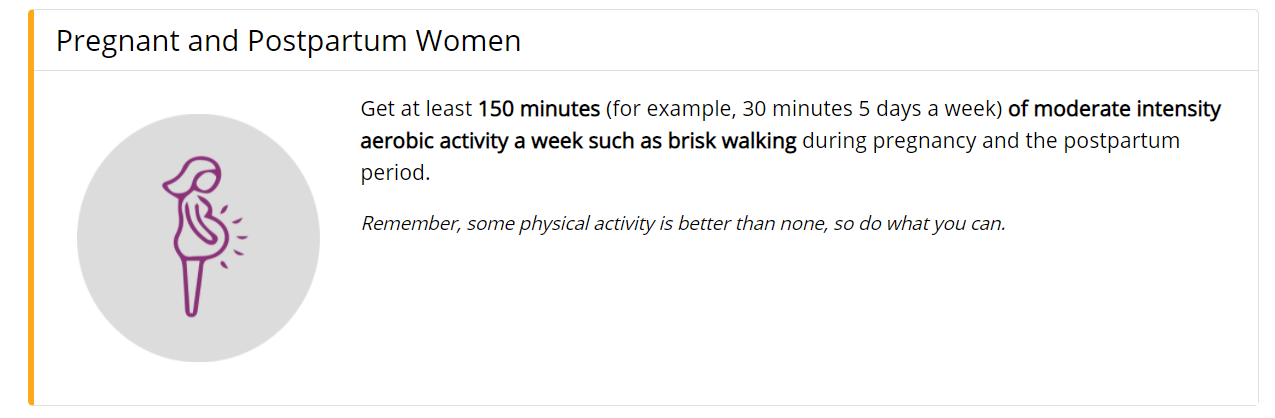 Pregnant and Postpartum Women
Get at least 150 minutes (for example, 30 minutes 5 days a week) of moderate intensity
aerobic activity a week such as brisk walking during pregnancy and the postpartum
period.
Remember, some physical activity is better than none, so do what you can.